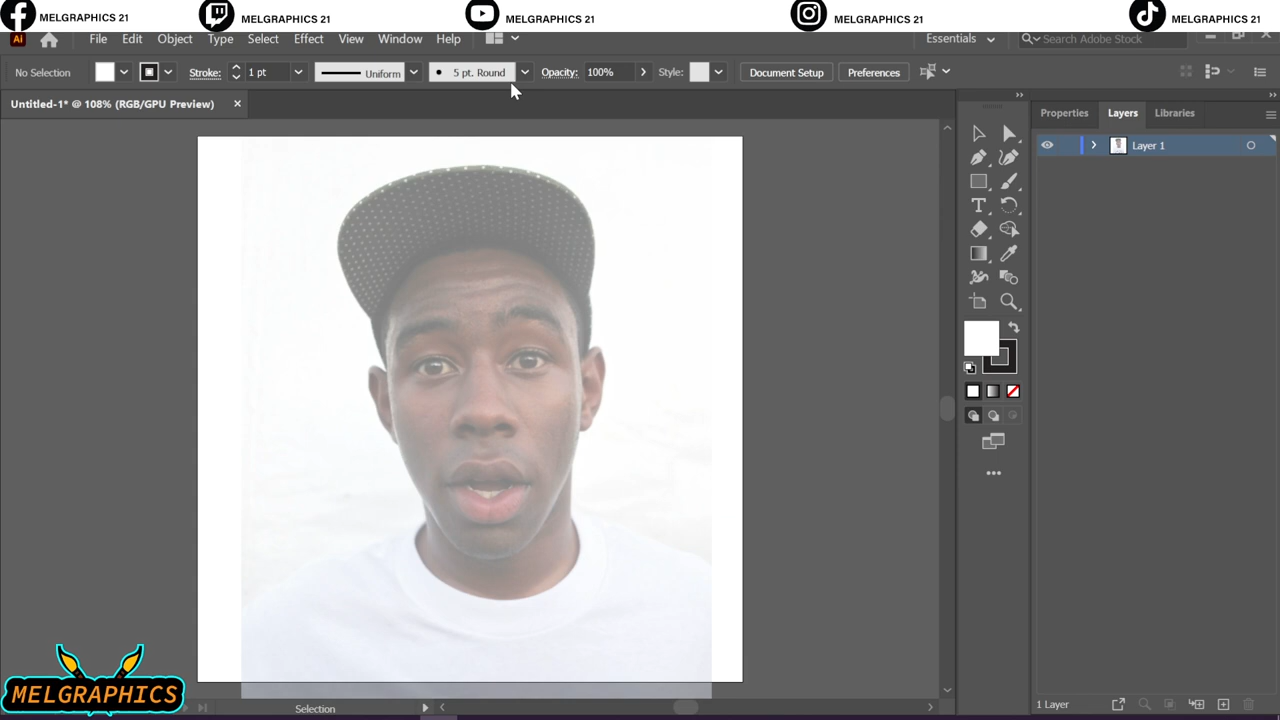 MELGRAPHICS 21
MELGRAPHICS 21
MELGRAPHICS 21
MELGRAPHICS 21
MELGRAPHICS 21
Ai File Edit Object Type Select Effect View Window Help Essentials Search Adobe Stock
No Selection Stroke: 1 pt Uniform 5 pt. Round Opacity: 100% Style: Document Setup Preferences
Untitled-1* @ 108% (RGB/GPU Preview) ×
Properties Layers Libraries
Layer 1
MELGRAPHICS
Selection
1 Layer